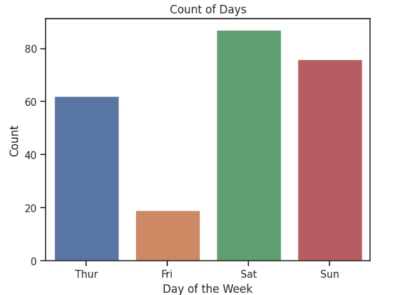 Count of Days
Count
80
60
40
20
0
Thur Fri Sat Sun
Day of the Week